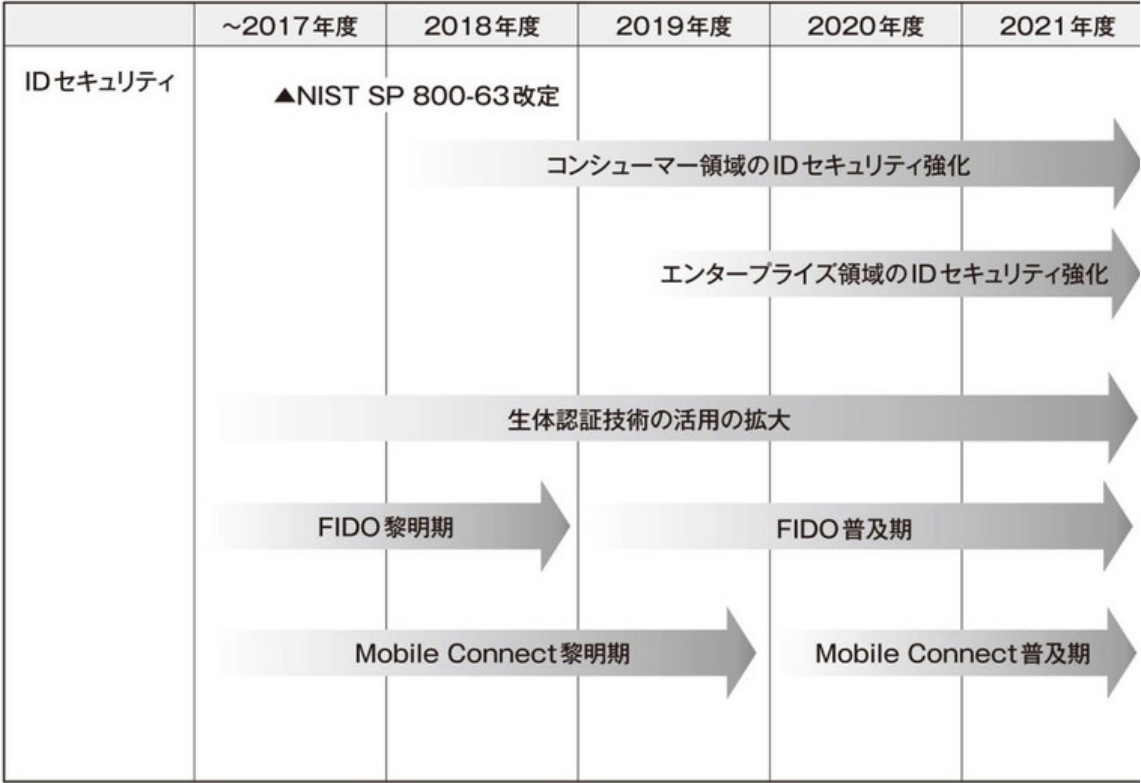 ～2017年度 2018年度 2019年度 2020年度 2021年度
IDセキュリティ
▲NIST SP 800-63改定
コンシューマー領域のIDセキュリティ強化
エンタープライズ領域のIDセキュリティ強化
生体認証技術の活用の拡大
FIDO黎明期 FIDO普及期
Mobile Connect黎明期 Mobile Connect普及期